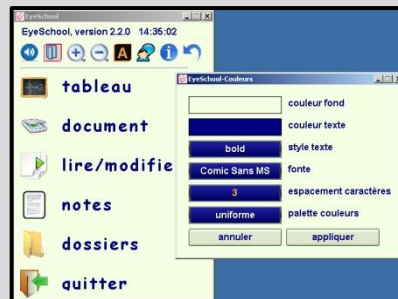 EyeSchool
EyeSchool, version 2.2.0 14:35:02
A
tableau
document
lire/modifie
notes
dossiers
quitter
EyeSchool-Couleurs
couleur fond
couleur texte
bold style texte
Comic Sans MS fonte
3 espacement caractères
uniforme palette couleurs
annuler appliquer